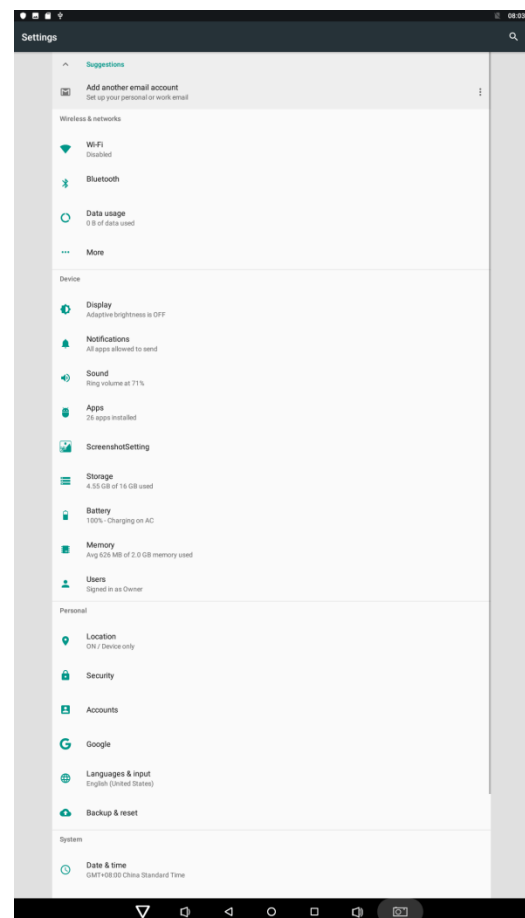 08:03
Settings
Suggestions
Add another email account
Set up your personal or work email
Wireless & networks
Wi-Fi
Disabled
Bluetooth
Data usage
0 B of data used
More
Device
Display
Adaptive brightness is OFF
Notifications
All apps allowed to send
Sound
Ring volume at 71%
Apps
26 apps installed
ScreenshotSetting
Storage
4.55 GB of 16 GB used
Battery
100% - Charging on AC
Memory
Avg 626 MB of 2.0 GB memory used
Users
Signed in as Owner
Personal
Location
ON / Device only
Security
Accounts
Google
Languages & input
English (United States)
Backup & reset
System
Date & time
GMT+08:00 China Standard Time